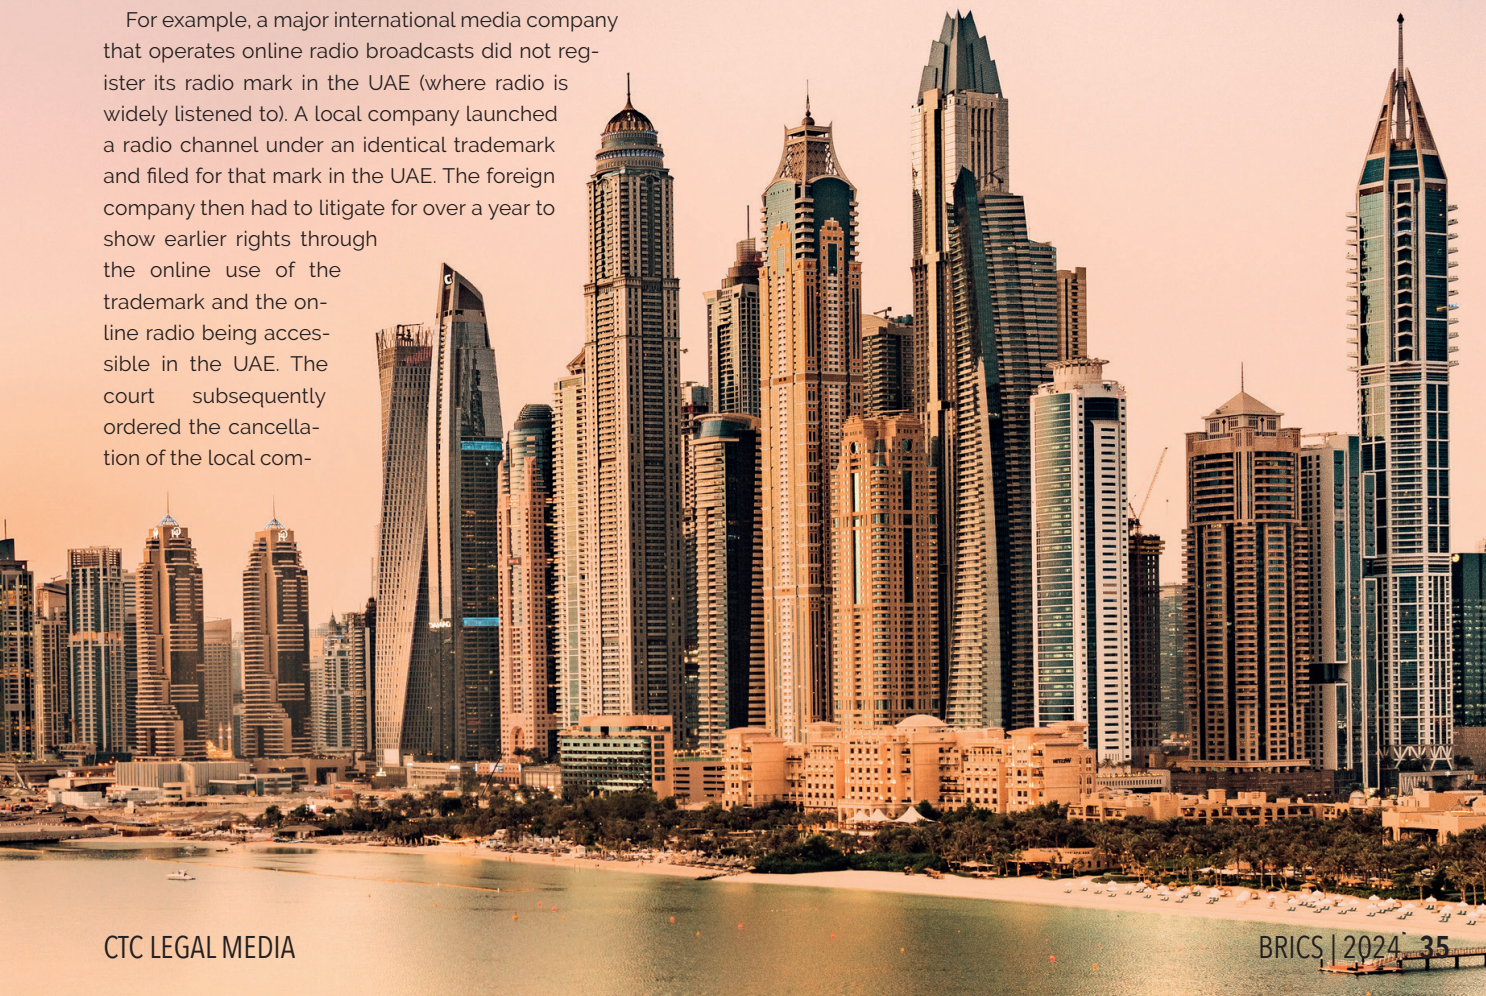 For example, a major international media company
that operates online radio broadcasts did not reg-
ister its radio mark in the UAE (where radio is
widely listened to). A local company launched
a radio channel under an identical trademark
and filed for that mark in the UAE. The foreign
company then had to litigate for over a year to
show earlier rights through
the online use of the
trademark and the on-
line radio being acces-
sible in the UAE. The
court subsequently
ordered the cancella-
tion of the local com-
CTC LEGAL MEDIA
BRICS | 2024 35